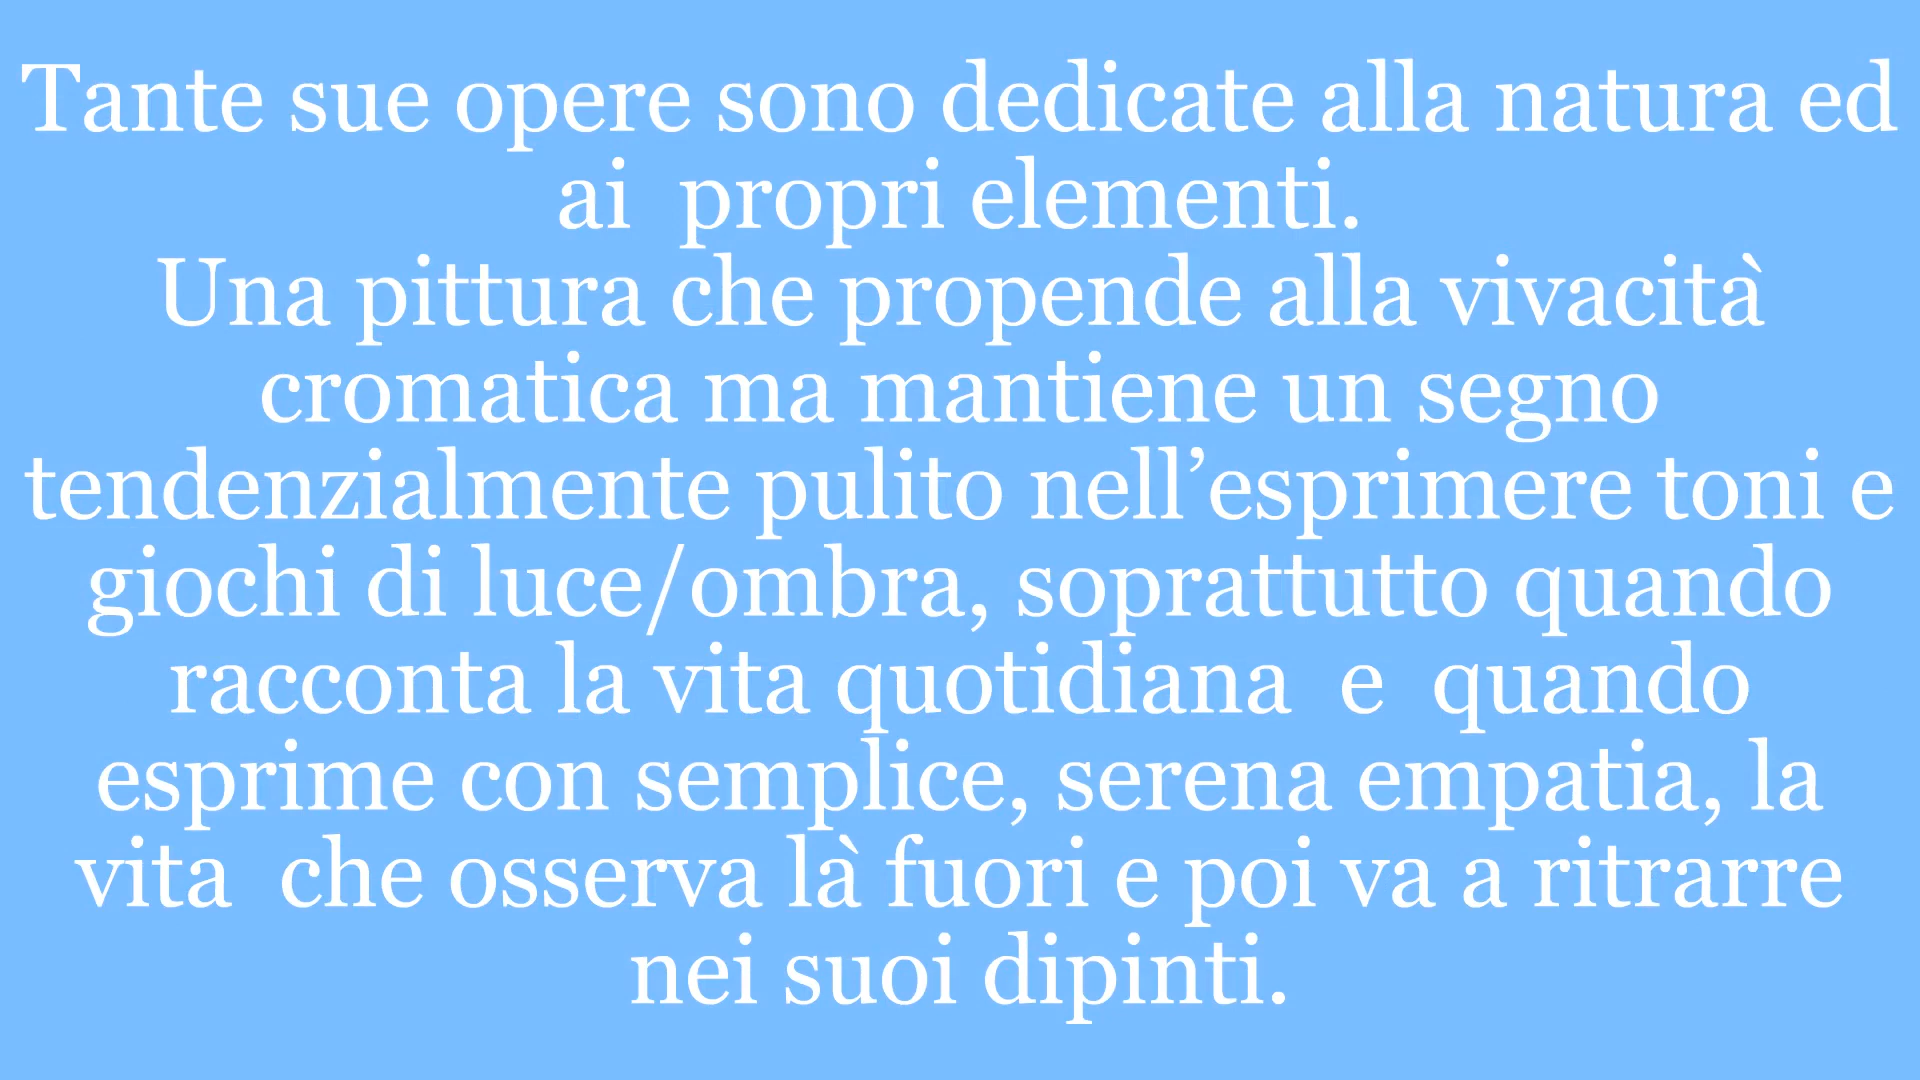 Tante sue opere sono dedicate alla natura ed
ai  propri elementi.
Una pittura che propende alla vivacità
cromatica ma mantiene un segno
tendenzialmente pulito nell’esprimere toni e
giochi di luce/ombra, soprattutto quando
racconta la vita quotidiana  e  quando
esprime con semplice, serena empatia, la
vita  che osserva là fuori e poi va a ritrarre
nei suoi dipinti.